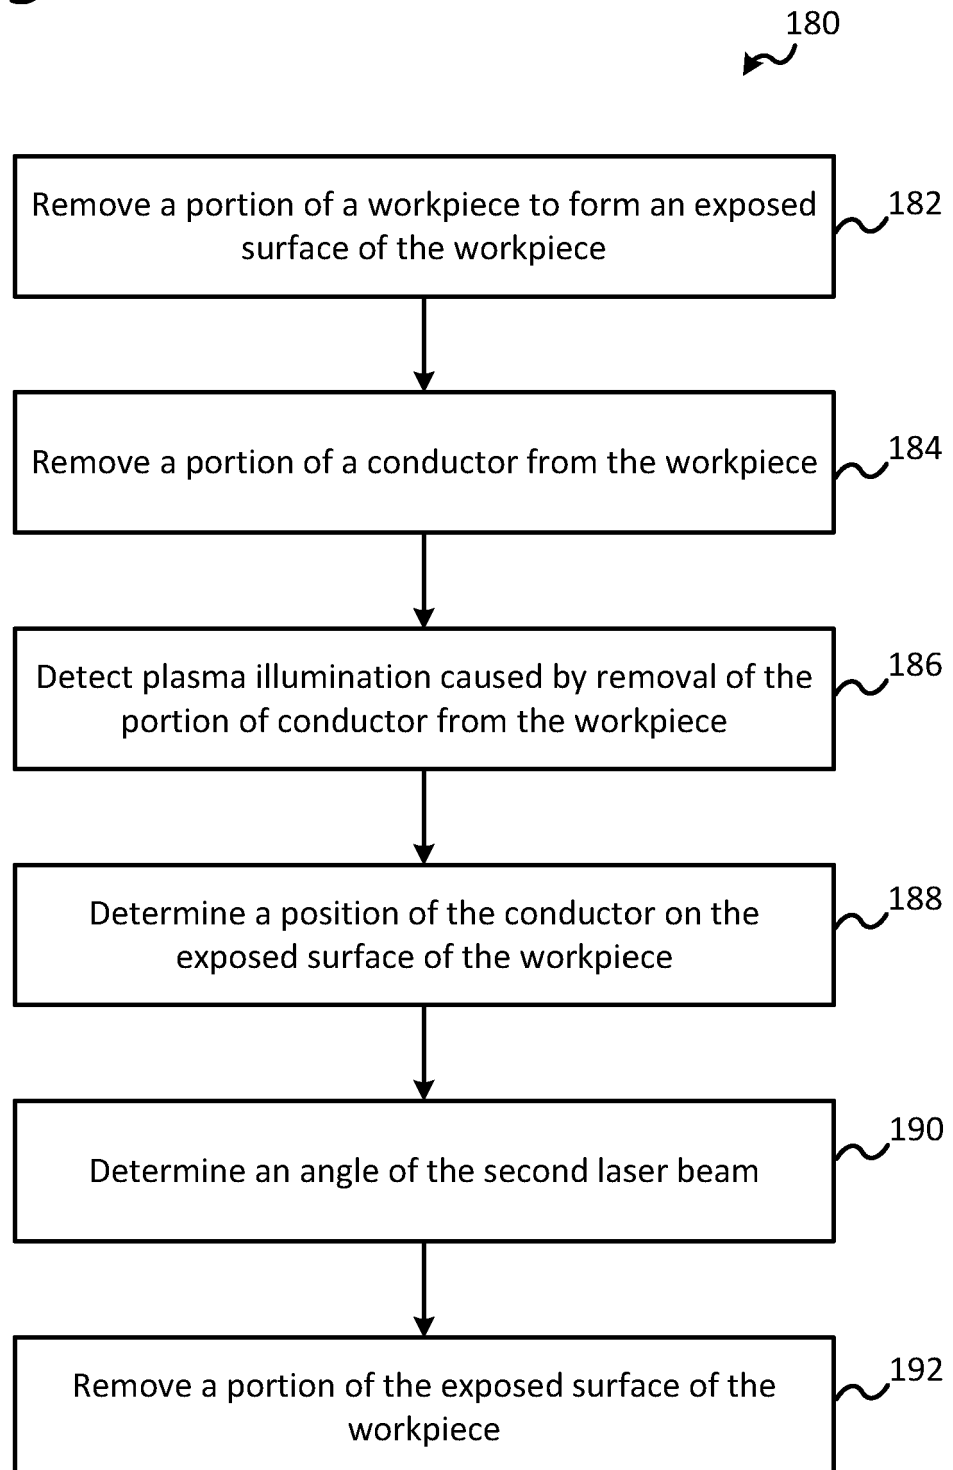 180
Remove a portion of a workpiece to form an exposed
surface of the workpiece
182
Remove a portion of a conductor from the workpiece
184
Detect plasma illumination caused by removal of the
portion of conductor from the workpiece
186
Determine a position of the conductor on the
exposed surface of the workpiece
188
Determine an angle of the second laser beam
190
Remove a portion of the exposed surface of the
workpiece
192